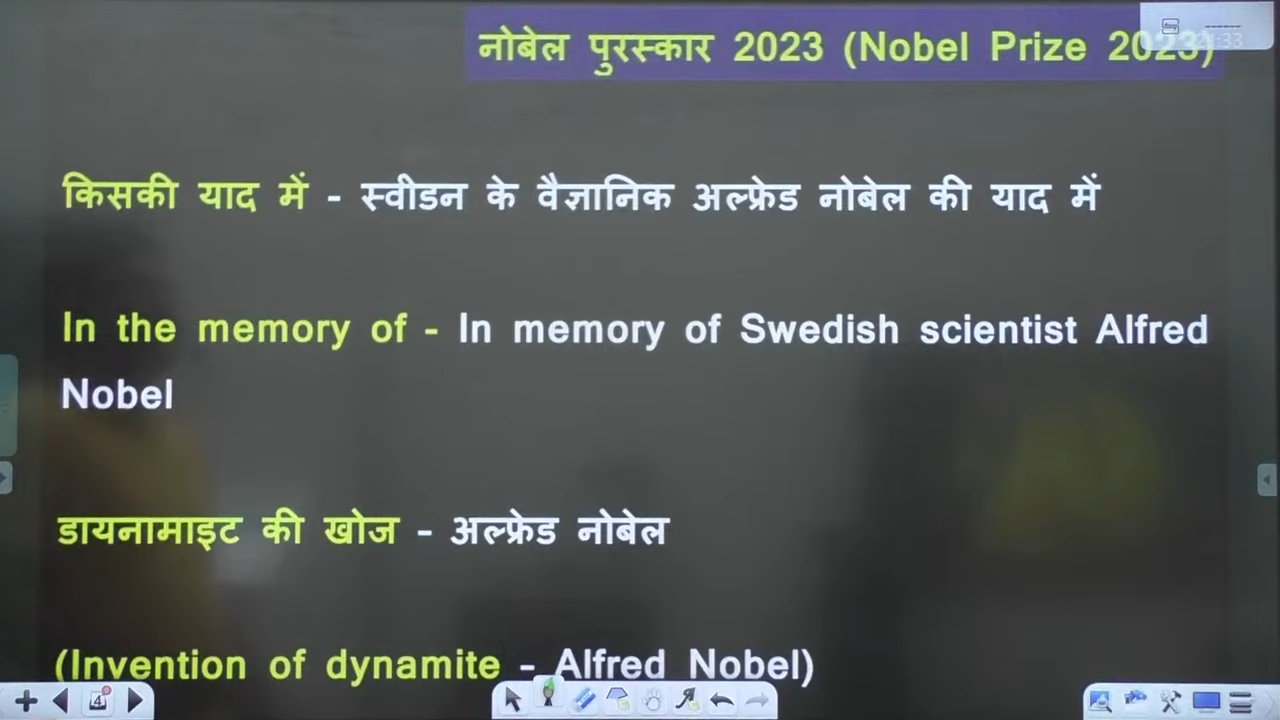 नोबेल पुरस्कार 2023 (Nobel Prize 2023)
किसकी याद में - स्वीडन के वैज्ञानिक अल्फ्रेड नोबेल की याद में
In the memory of - In memory of Swedish scientist Alfred
Nobel
डायनामाइट की खोज - अल्फ्रेड नोबेल
(Invention of dynamite - Alfred Nobel)
4